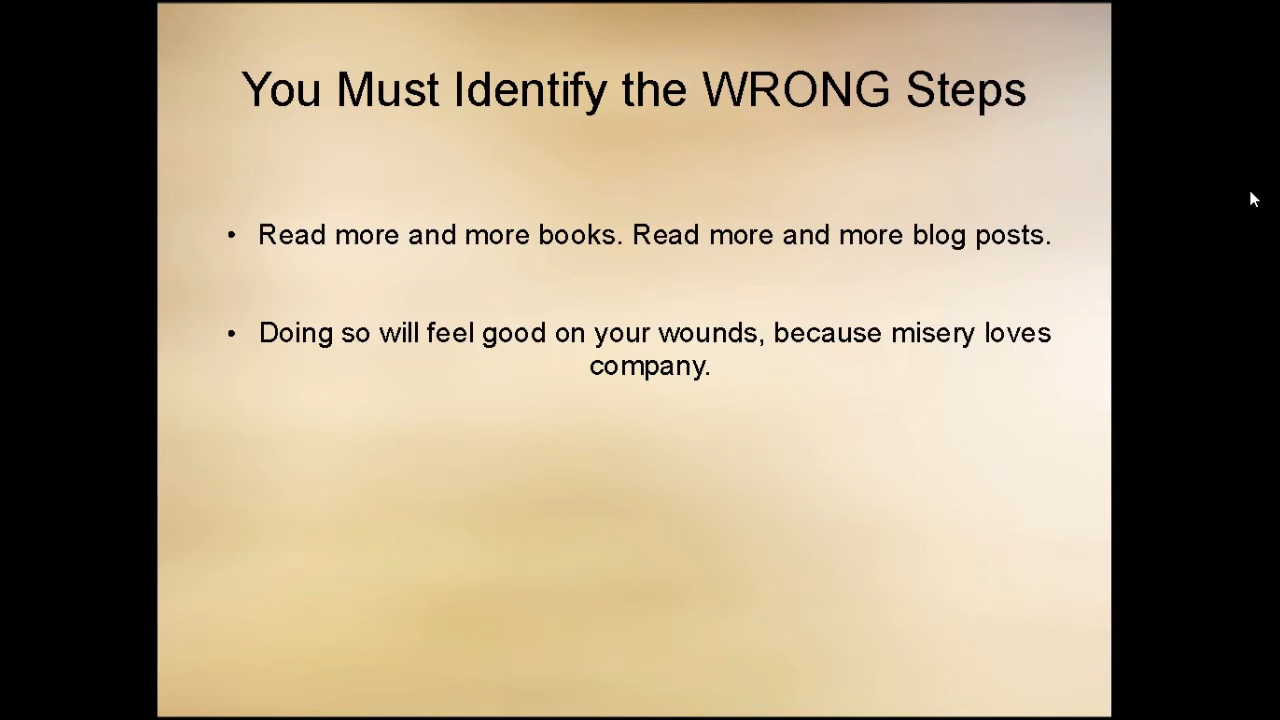 You Must Identify the WRONG Steps
• Read more and more books. Read more and more blog posts.
• Doing so will feel good on your wounds, because misery loves
company.